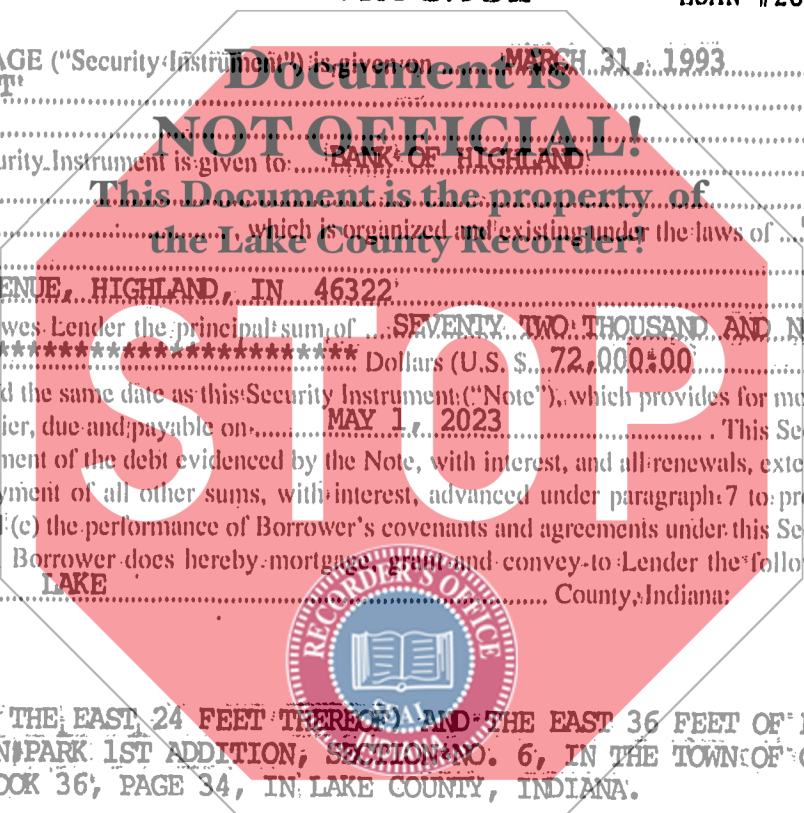 LOAN #20
AGE ("Security Instrument") is given on MARCH 31, 1993
Document is
NOT OFFICIAL!
urity Instrument is given to BANK OF HIGHLAND
This Document is the property of
which is organized and existing under the laws of
the Lake County Recorder!
ENUE, HIGHLAND, IN 46322
wes Lender the principal sum of SEVENTY TWO THOUSAND AND N
Dollars (U.S. $ 72,000.00
d the same date as this Security Instrument ("Note"), which provides for mo
ier, due and payable on MAY 1, 2023 . This Sec
STOP
ment of the debt evidenced by the Note, with interest, and all renewals, exte
yment of all other sums, with interest, advanced under paragraph 7 to pro
(c) the performance of Borrower's covenants and agreements under this Sec
Borrower does hereby mortgage, grant and convey to Lender the follo
LAKE County, Indiana:
RECORDER'S OFFICE
SEAL
THE EAST 24 FEET THEREOF) AND THE EAST 36 FEET OF
PARK 1ST ADDITION, SECTION NO. 6, IN THE TOWN OF
OOK 36, PAGE 34, IN LAKE COUNTY, INDIANA.